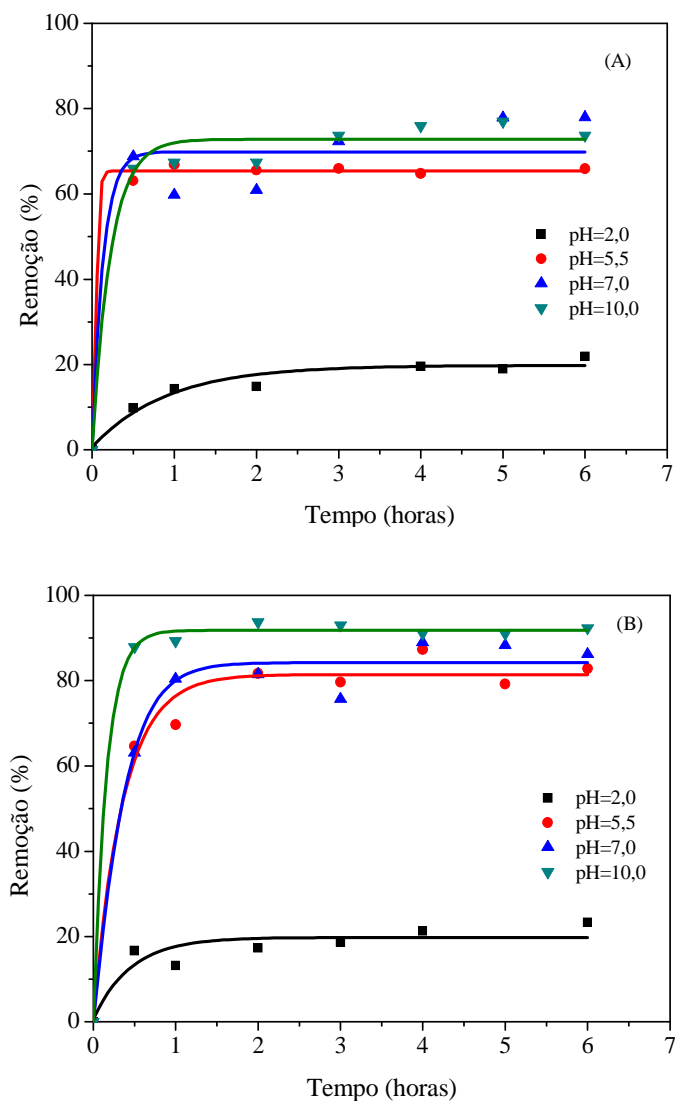 100
(A)
80
60
40
20
0
Remoção (%)
pH=2,0
pH=5,5
pH=7,0
pH=10,0
0 1 2 3 4 5 6 7
Tempo (horas)
100
(B)
80
60
40
20
0
Remoção (%)
pH=2,0
pH=5,5
pH=7,0
pH=10,0
0 1 2 3 4 5 6 7
Tempo (horas)